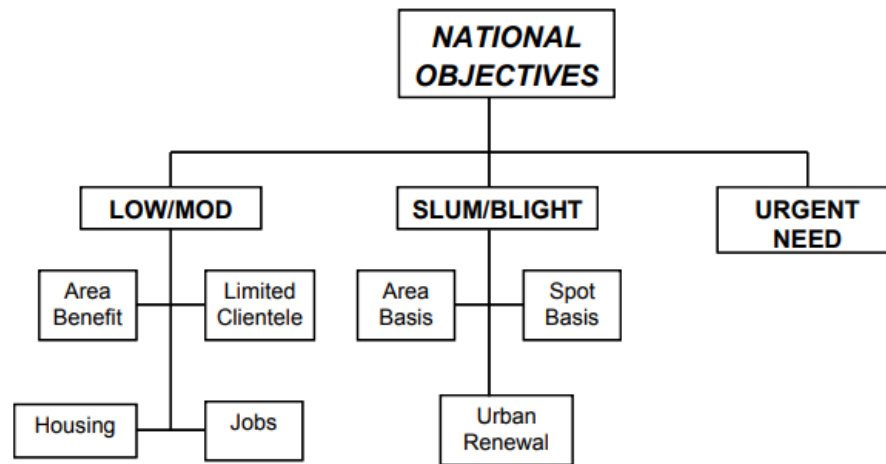 NATIONAL
OBJECTIVES
LOW/MOD
SLUM/BLIGHT
URGENT
NEED
Area
Benefit
Limited
Clientele
Area
Basis
Spot
Basis
Housing
Jobs
Urban
Renewal